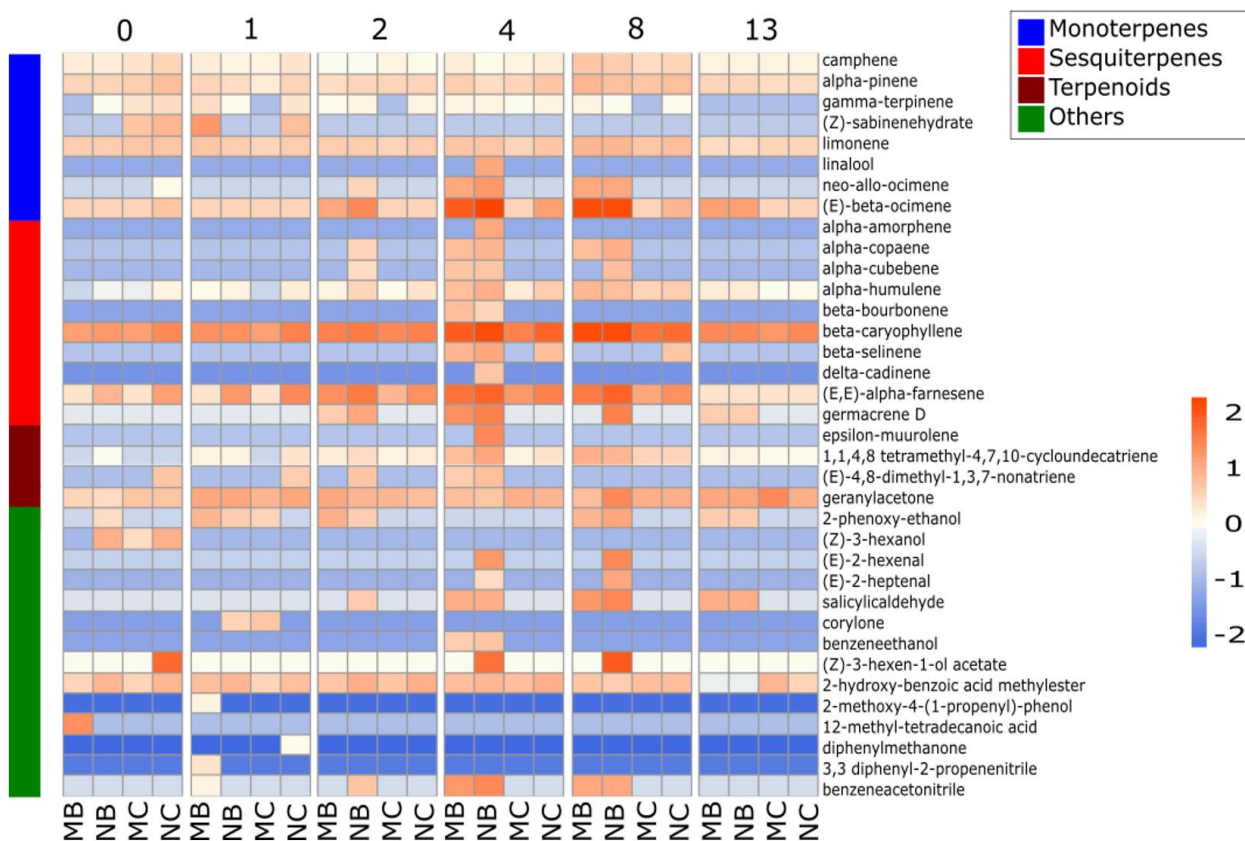 0 1 2 4 8 13
Monoterpenes
Sesquiterpenes
Terpenoids
Others
camphene
alpha-pinene
gamma-terpinene
(Z)-sabinenehydrate
limonene
linalool
neo-allo-ocimene
(E)-beta-ocimene
alpha-amorphene
alpha-copaene
alpha-cubebene
alpha-humulene
beta-bourbonene
beta-caryophyllene
beta-selinene
delta-cadinene
(E,E)-alpha-farnesene
germacrene D
epsilon-muurolene
1,1,4,8 tetramethyl-4,7,10-cycloundecatriene
(E)-4,8-dimethyl-1,3,7-nonatriene
geranylacetone
2-phenoxy-ethanol
(Z)-3-hexanol
(E)-2-hexenal
(E)-2-heptenal
salicylicaldehyde
corylone
benzeneethanol
(Z)-3-hexen-1-ol acetate
2-hydroxy-benzoic acid methylester
2-methoxy-4-(1-propenyl)-phenol
12-methyl-tetradecanoic acid
diphenylmethanone
3,3 diphenyl-2-propenenitrile
benzeneacetonitrile
2
1
0
-1
-2
MB NB MC NC MB NB MC NC MB NB MC NC MB NB MC NC MB NB MC NC MB NB MC NC